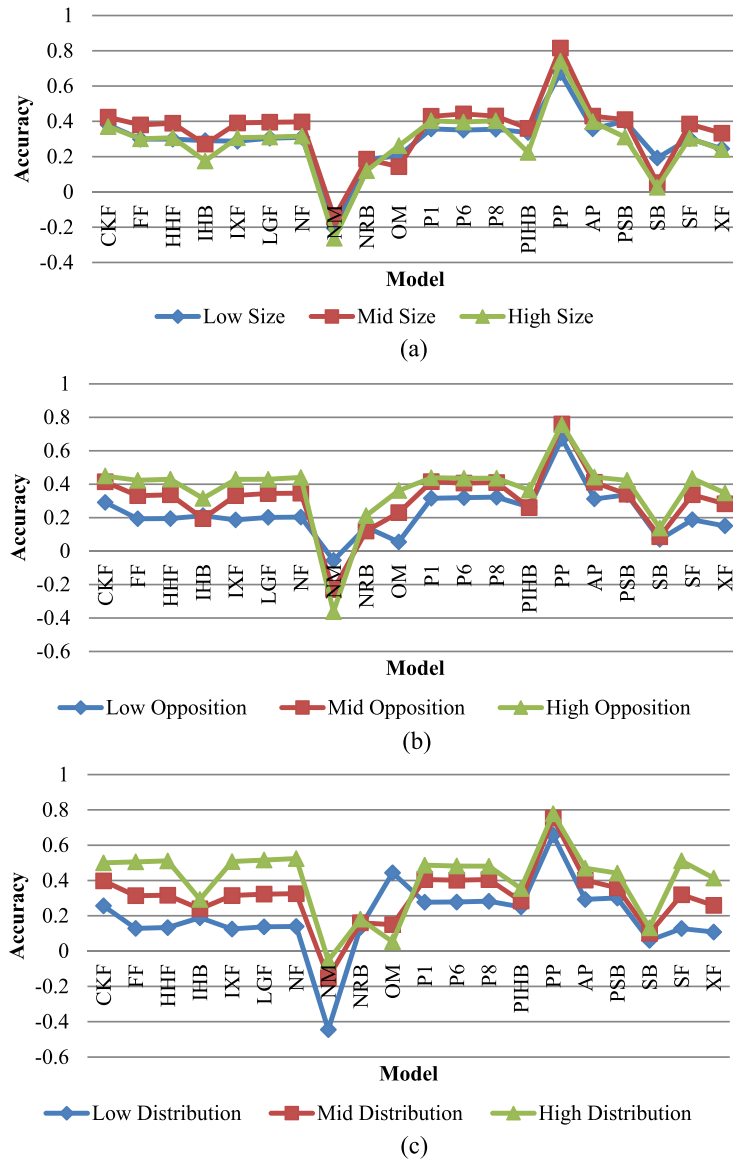 1
0.8
0.6
0.4
0.2
0
-0.2
-0.4
Accuracy
CKF
FF
HHF
IHB
IXF
LGF
NF
NM
NRB
OM
P1
P6
P8
PIHB
PP
AP
PSB
SB
SF
XF
Model
Low Size Mid Size High Size
(a)
1
0.8
0.6
0.4
0.2
0
-0.2
-0.4
-0.6
Accuracy
CKF
FF
HHF
IHB
IXF
LGF
NF
NM
NRB
OM
P1
P6
P8
PIHB
PP
AP
PSB
SB
SF
XF
Model
Low Opposition Mid Opposition High Opposition
(b)
1
0.8
0.6
0.4
0.2
0
-0.2
-0.4
-0.6
Accuracy
CKF
FF
HHF
IHB
IXF
LGF
NF
NM
NRB
OM
P1
P6
P8
PIHB
PP
AP
PSB
SB
SF
XF
Model
Low Distribution Mid Distribution High Distribution
(c)